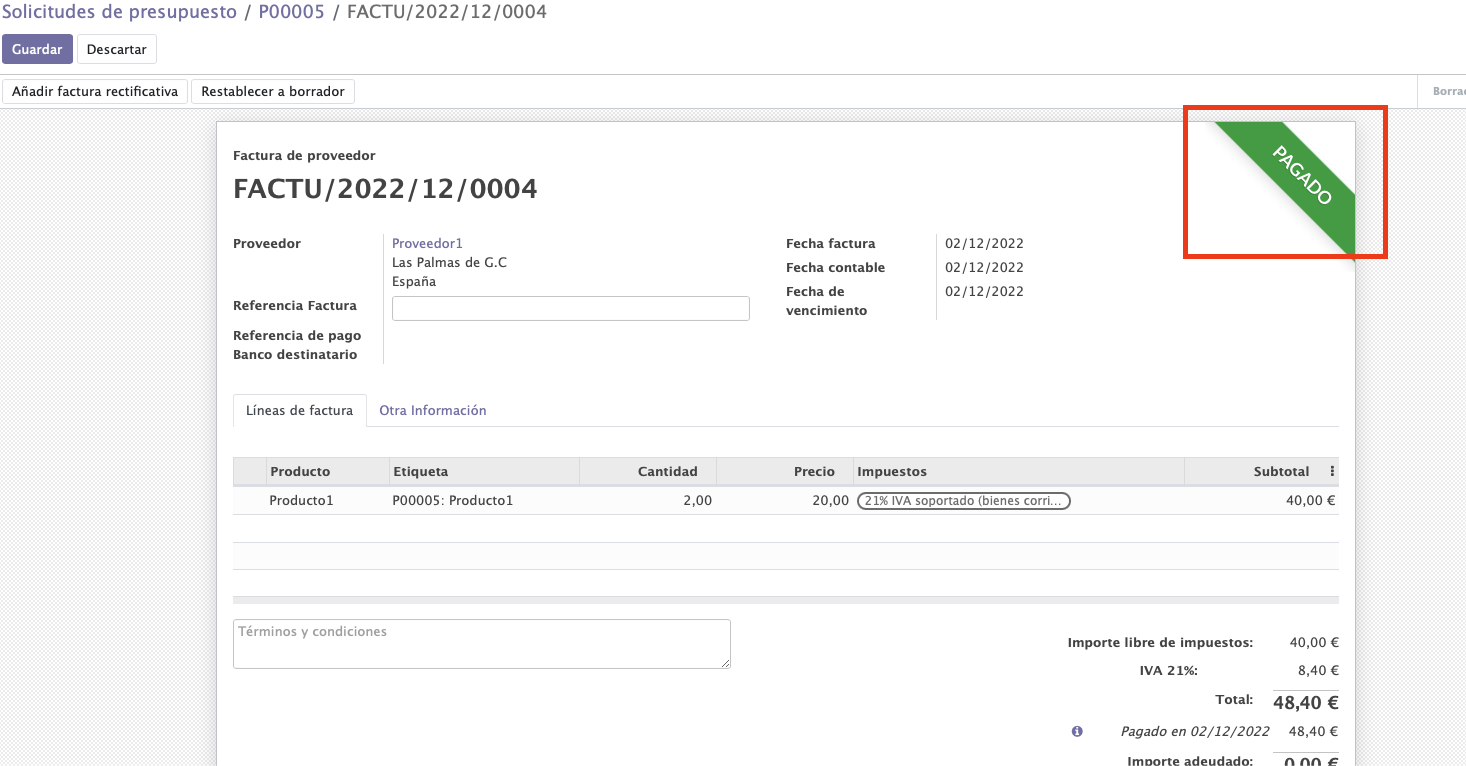 Solicitudes de presupuesto / P00005 / FACTU/2022/12/0004
Guardar Descartar
Añadir factura rectificativa Restablecer a borrador
PAGADO
Factura de proveedor
FACTU/2022/12/0004
Proveedor Proveedor1
Las Palmas de G.C
España
Referencia Factura
Referencia de pago
Banco destinatario
Fecha factura 02/12/2022
Fecha contable 02/12/2022
Fecha de vencimiento 02/12/2022
Líneas de factura Otra Información
Producto Etiqueta Cantidad Precio Impuestos Subtotal
Producto1 P00005: Producto1 2,00 20,00 21% IVA soportado (bienes corri... 40,00 €
Términos y condiciones
Importe libre de impuestos: 40,00 €
IVA 21%: 8,40 €
Total: 48,40 €
Pagado en 02/12/2022 48,40 €
Importe adeudado: 0,00 €